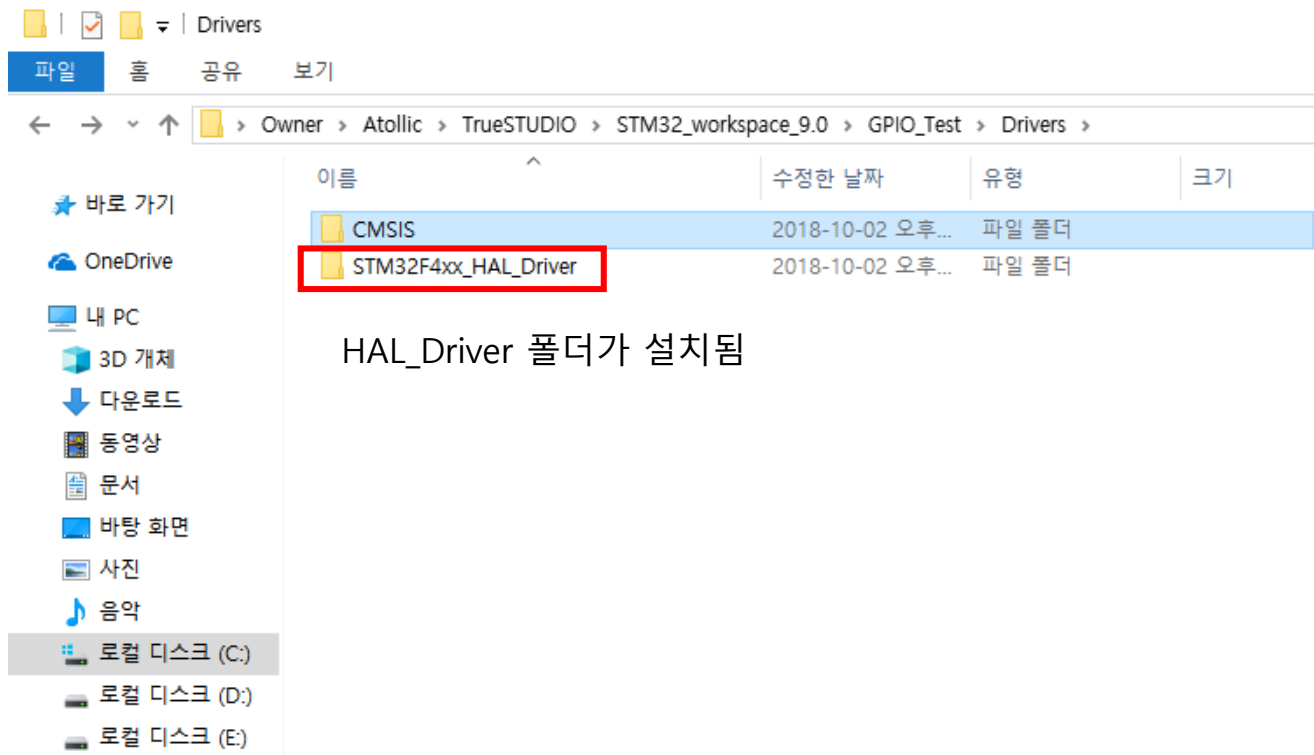 Drivers
파일 홈 공유 보기
Owner > Atollic > TrueSTUDIO > STM32_workspace_9.0 > GPIO_Test > Drivers >
이름 수정한 날짜 유형 크기
바로 가기
CMSIS 2018-10-02 오후... 파일 폴더
OneDrive
STM32F4xx_HAL_Driver 2018-10-02 오후... 파일 폴더
내 PC
HAL_Driver 폴더가 설치됨
3D 개체
다운로드
동영상
문서
바탕 화면
사진
음악
로컬 디스크 (C:)
로컬 디스크 (D:)
로컬 디스크 (E:)